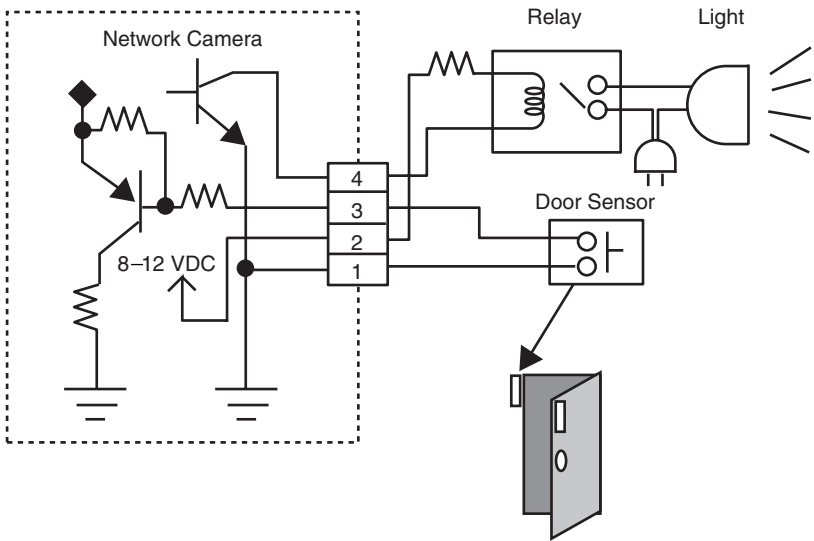 Relay
Light
Network Camera
4
3
2
1
8–12 VDC
Door Sensor